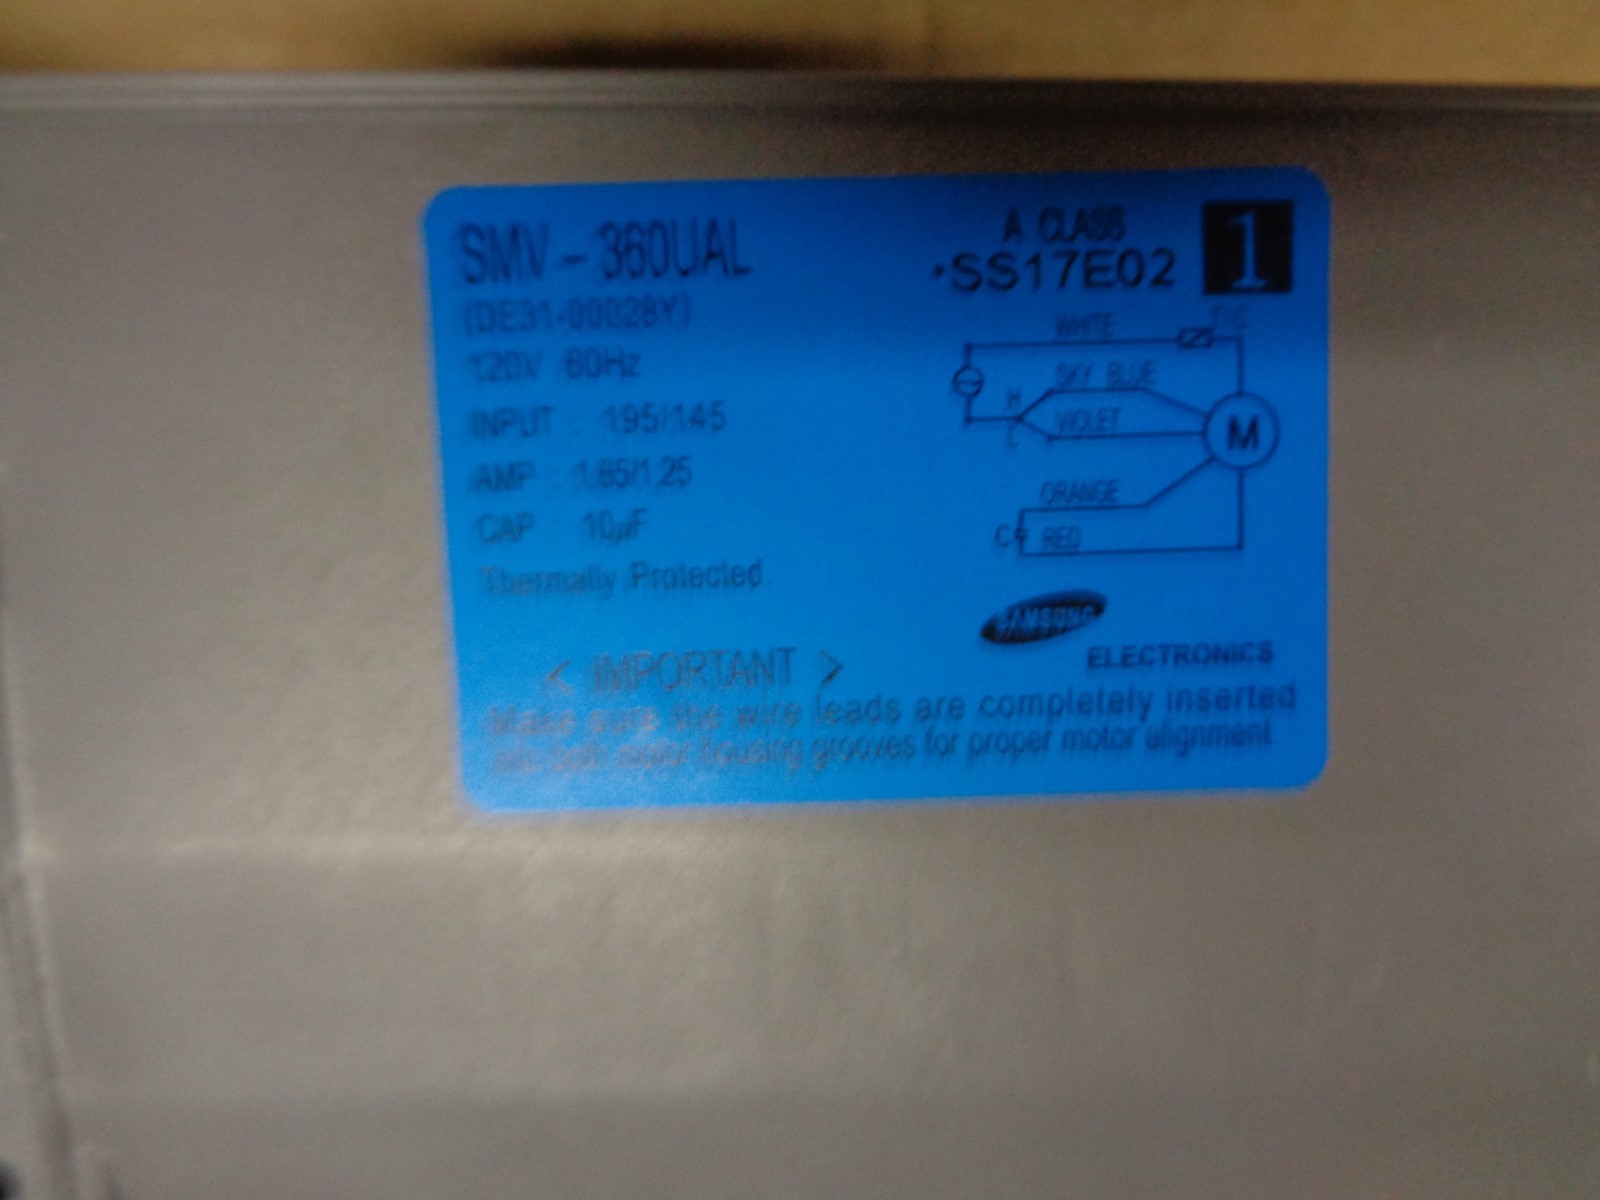 SMV - 360UAL
(DE31-00028Y)
120V 60Hz
INPUT : 195/145
AMP : 1.65/1.25
CAP : 10µF
Thermally Protected
A CLASS
SS17E02
1
WHITE
SKY BLUE
H
VIOLET
L
M
ORANGE
C
RED
SAMSUNG
ELECTRONICS
< IMPORTANT >
Make sure the wire leads are completely inserted
into both motor housing grooves for proper motor alignment